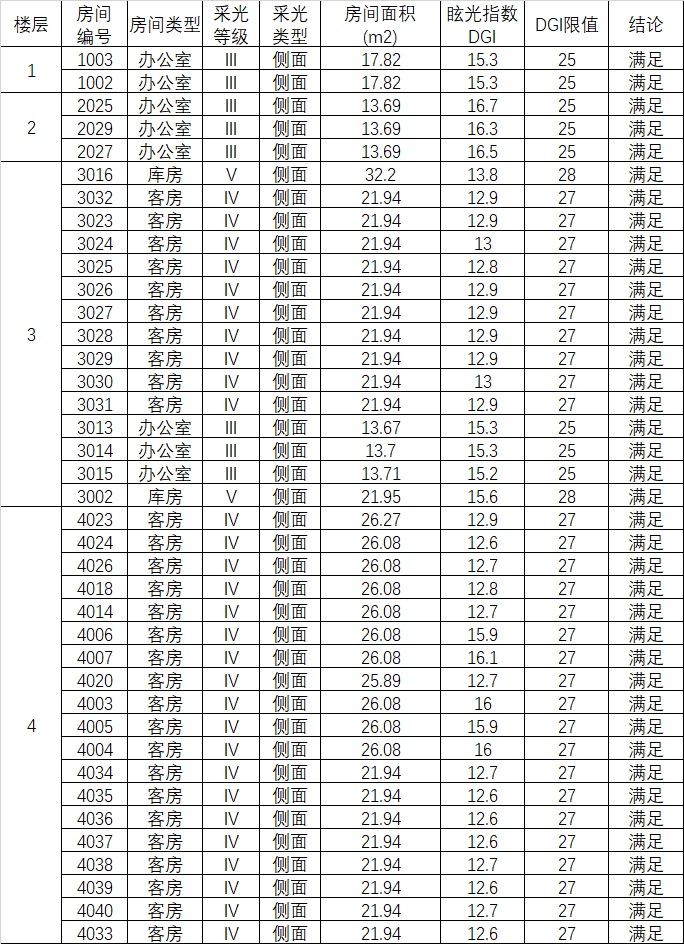 楼层 房间编号 房间类型 采光等级 采光类型 房间面积(m2) 眩光指数DGI DGI限值 结论
1 1003 办公室 Ⅲ 侧面 17.82 15.3 25 满足
1002 办公室 Ⅲ 侧面 17.82 15.3 25 满足
2 2025 办公室 Ⅲ 侧面 13.69 16.7 25 满足
2029 办公室 Ⅲ 侧面 13.69 16.3 25 满足
2027 办公室 Ⅲ 侧面 13.69 16.5 25 满足
3 3016 库房 Ⅴ 侧面 32.2 13.8 28 满足
3032 客房 Ⅳ 侧面 21.94 12.9 27 满足
3023 客房 Ⅳ 侧面 21.94 12.9 27 满足
3024 客房 Ⅳ 侧面 21.94 13 27 满足
3025 客房 Ⅳ 侧面 21.94 12.8 27 满足
3026 客房 Ⅳ 侧面 21.94 12.9 27 满足
3027 客房 Ⅳ 侧面 21.94 12.9 27 满足
3028 客房 Ⅳ 侧面 21.94 12.9 27 满足
3029 客房 Ⅳ 侧面 21.94 12.9 27 满足
3030 客房 Ⅳ 侧面 21.94 13 27 满足
3031 客房 Ⅳ 侧面 21.94 12.9 27 满足
3013 办公室 Ⅲ 侧面 13.67 15.3 25 满足
3014 办公室 Ⅲ 侧面 13.7 15.3 25 满足
3015 办公室 Ⅲ 侧面 13.71 15.2 25 满足
3002 库房 Ⅴ 侧面 21.95 15.6 28 满足
4 4023 客房 Ⅳ 侧面 26.27 12.9 27 满足
4024 客房 Ⅳ 侧面 26.08 12.6 27 满足
4026 客房 Ⅳ 侧面 26.08 12.7 27 满足
4018 客房 Ⅳ 侧面 26.08 12.8 27 满足
4014 客房 Ⅳ 侧面 26.08 12.7 27 满足
4006 客房 Ⅳ 侧面 26.08 15.9 27 满足
4007 客房 Ⅳ 侧面 26.08 16.1 27 满足
4020 客房 Ⅳ 侧面 25.89 12.7 27 满足
4003 客房 Ⅳ 侧面 26.08 16 27 满足
4005 客房 Ⅳ 侧面 26.08 15.9 27 满足
4004 客房 Ⅳ 侧面 26.08 16 27 满足
4034 客房 Ⅳ 侧面 21.94 12.7 27 满足
4035 客房 Ⅳ 侧面 21.94 12.6 27 满足
4036 客房 Ⅳ 侧面 21.94 12.6 27 满足
4037 客房 Ⅳ 侧面 21.94 12.6 27 满足
4038 客房 Ⅳ 侧面 21.94 12.7 27 满足
4039 客房 Ⅳ 侧面 21.94 12.6 27 满足
4040 客房 Ⅳ 侧面 21.94 12.7 27 满足
4033 客房 Ⅳ 侧面 21.94 12.6 27 满足